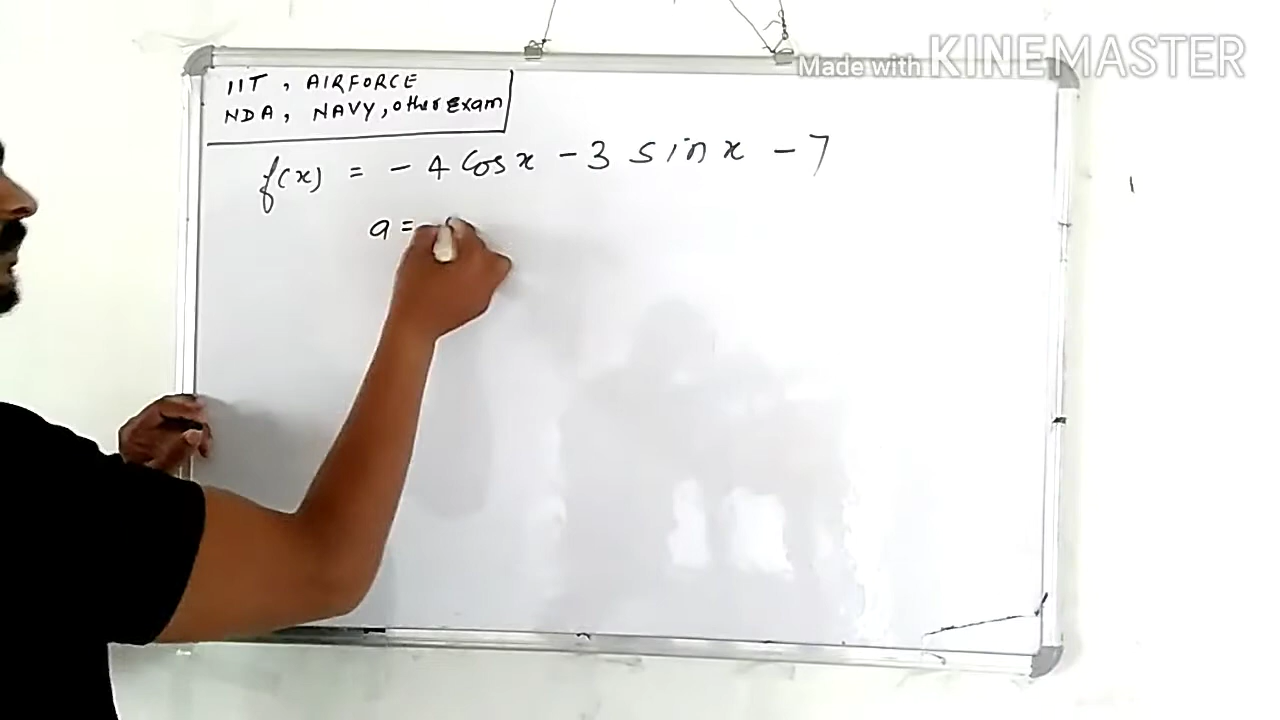 Made with KINEMASTER
IIT, AIRFORCE
NDA, NAVY, other Exam
f(x) = - 4 cos x - 3 sin x - 7
a =